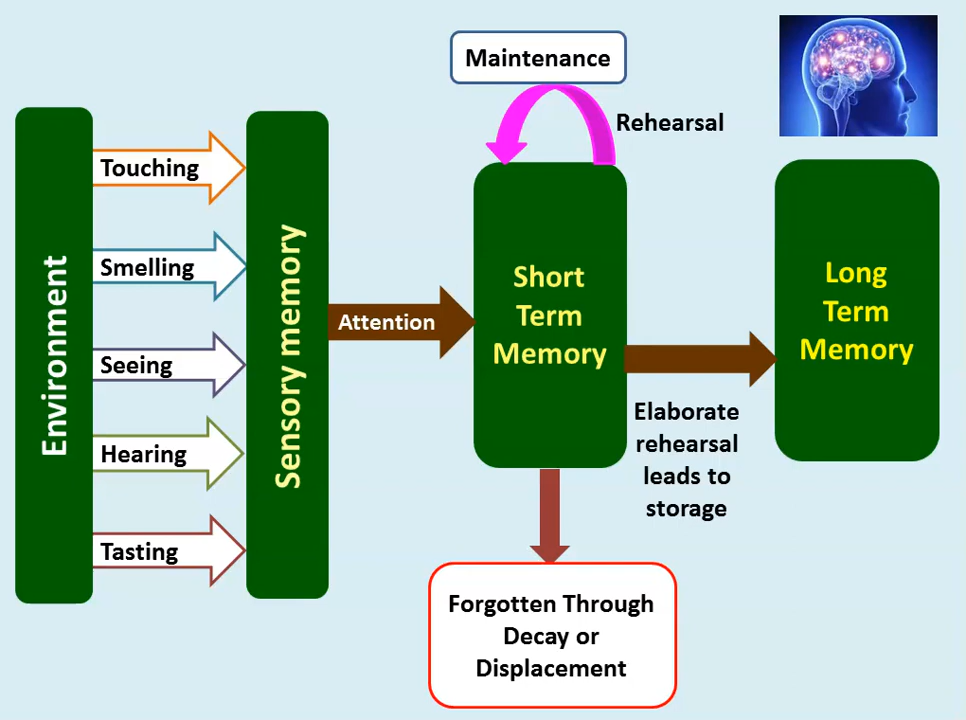 Maintenance
Rehearsal
Environment
Touching
Smelling
Seeing
Hearing
Tasting
Sensory memory
Attention
Short
Term
Memory
Elaborate
rehearsal
leads to
storage
Long
Term
Memory
Forgotten Through
Decay or
Displacement